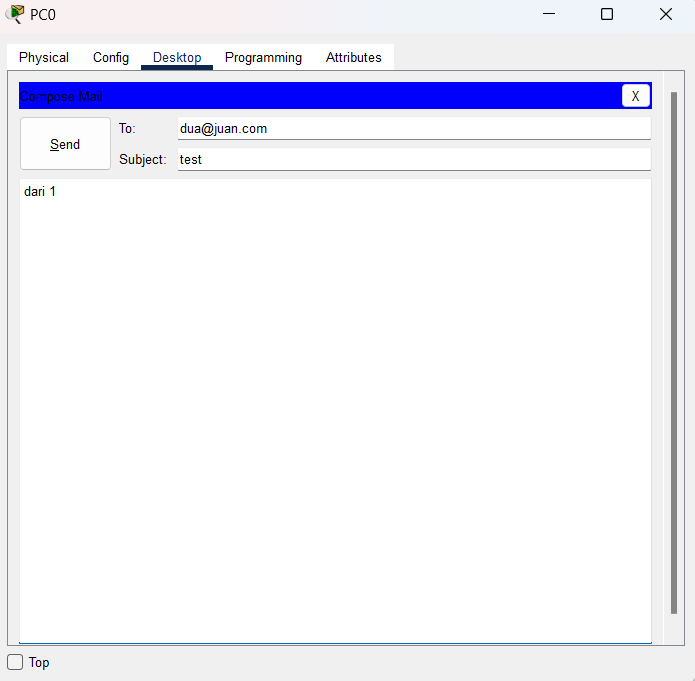 PC0
Physical Config Desktop Programming Attributes
Compose Mail
X
Send
To: dua@juan.com
Subject: test
dari 1
Top